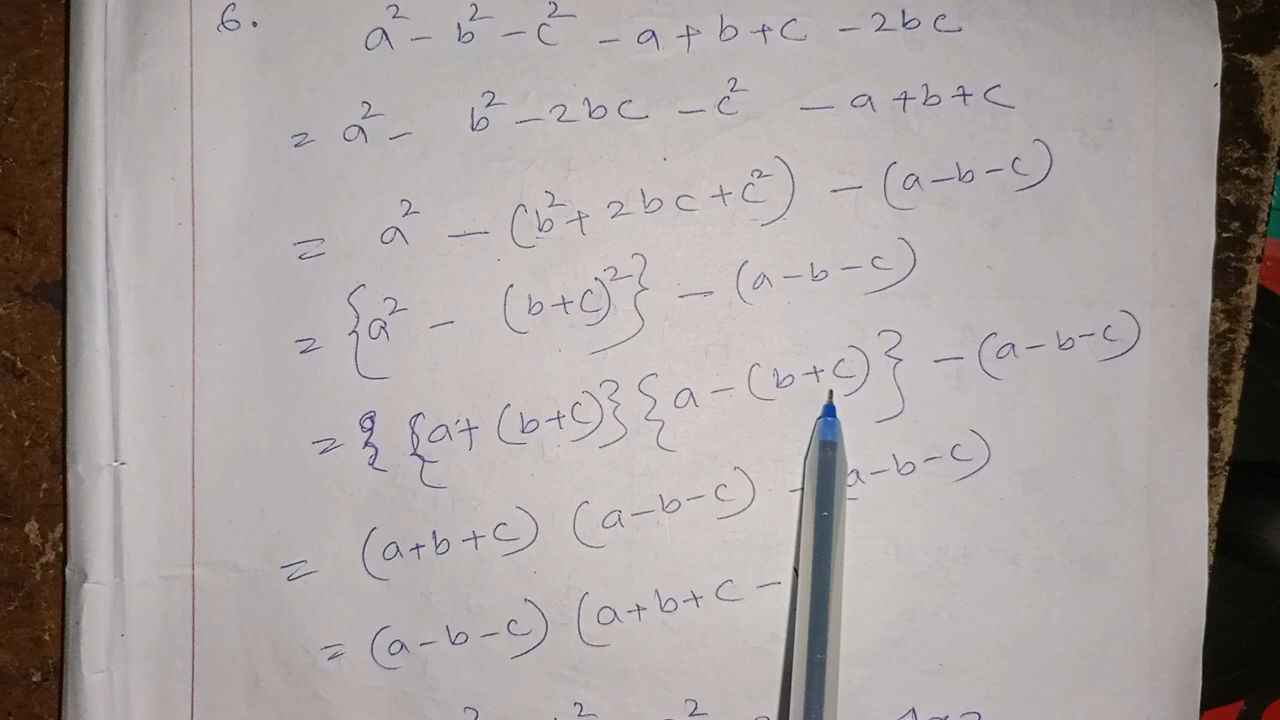 6. a² - b² - c² - a + b + c - 2bc
= a² - b² - 2bc - c² - a + b + c
= a² - (b² + 2bc + c²) - (a - b - c)
= {a² - (b + c)²} - (a - b - c)
= {a + (b + c)} {a - (b + c)} - (a - b - c)
= (a + b + c) (a - b - c) - a - b - c)
= (a - b - c) (a + b + c -